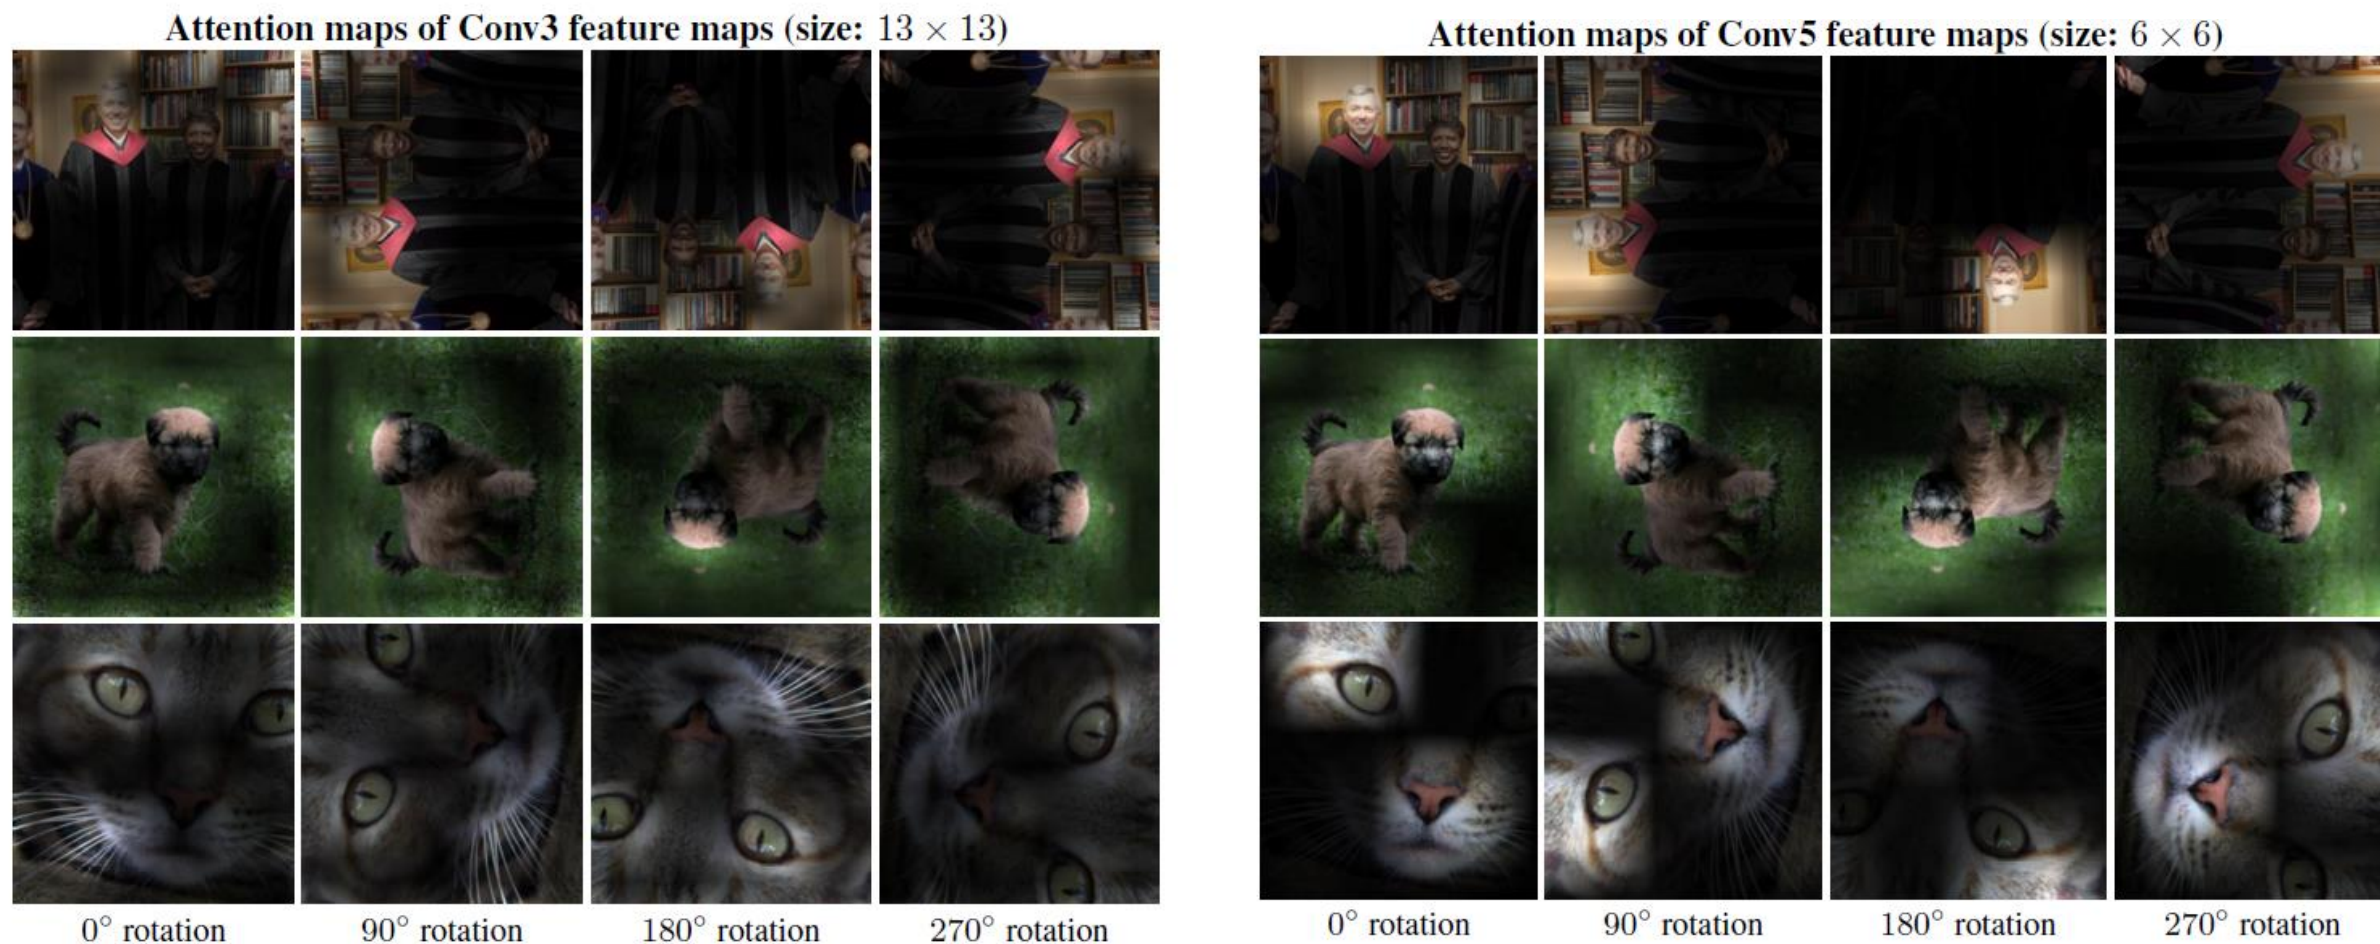 Attention maps of Conv3 feature maps (size: 13 × 13)
0° rotation
90° rotation
180° rotation
270° rotation
Attention maps of Conv5 feature maps (size: 6 × 6)
0° rotation
90° rotation
180° rotation
270° rotation